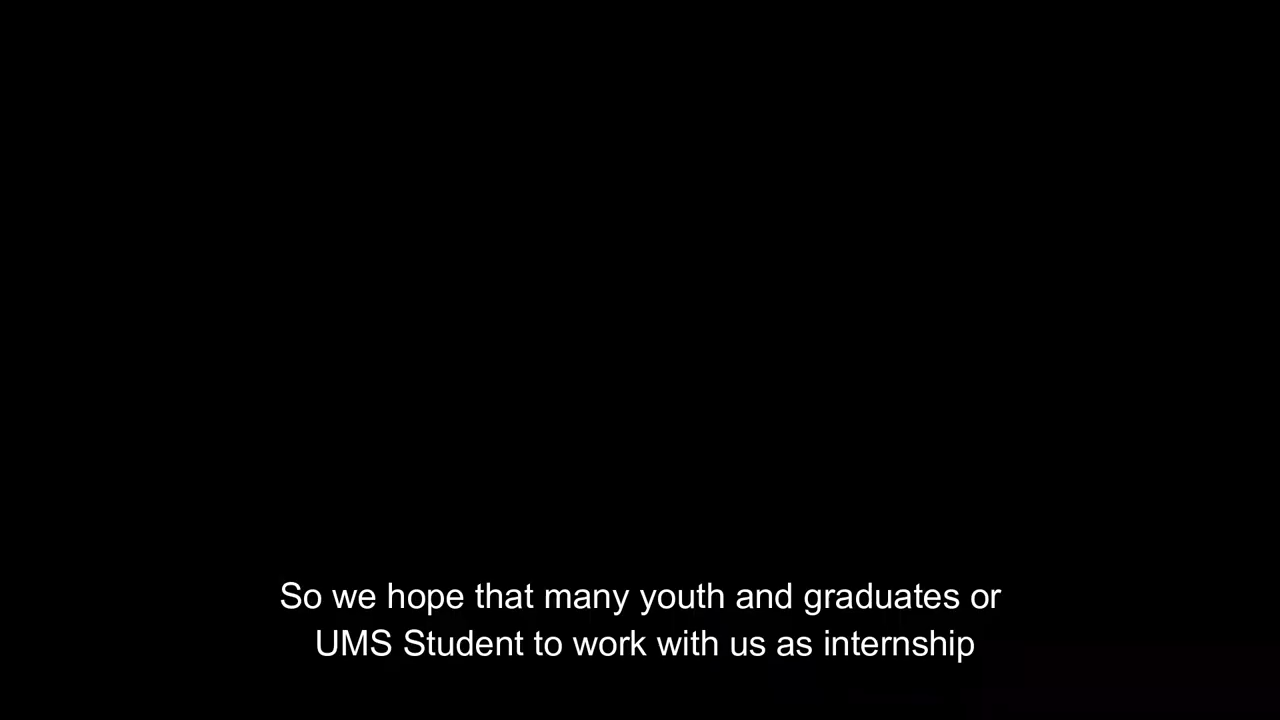 So we hope that many youth and graduates or
UMS Student to work with us as internship